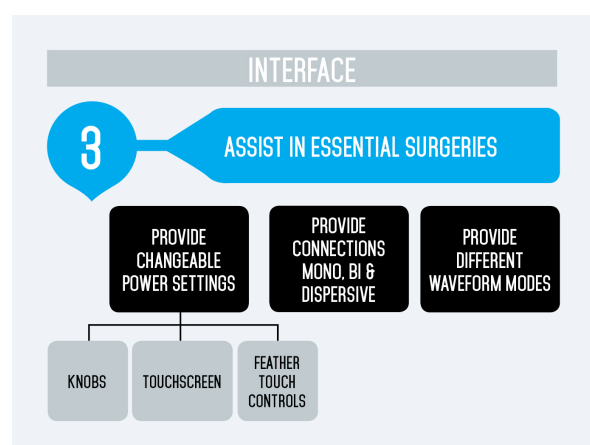 INTERFACE
3
ASSIST IN ESSENTIAL SURGERIES
PROVIDE
CHANGEABLE
POWER SETTINGS
PROVIDE
CONNECTIONS
MONO, BI &
DISPERSIVE
PROVIDE
DIFFERENT
WAVEFORM MODES
KNOBS
TOUCHSCREEN
FEATHER
TOUCH
CONTROLS